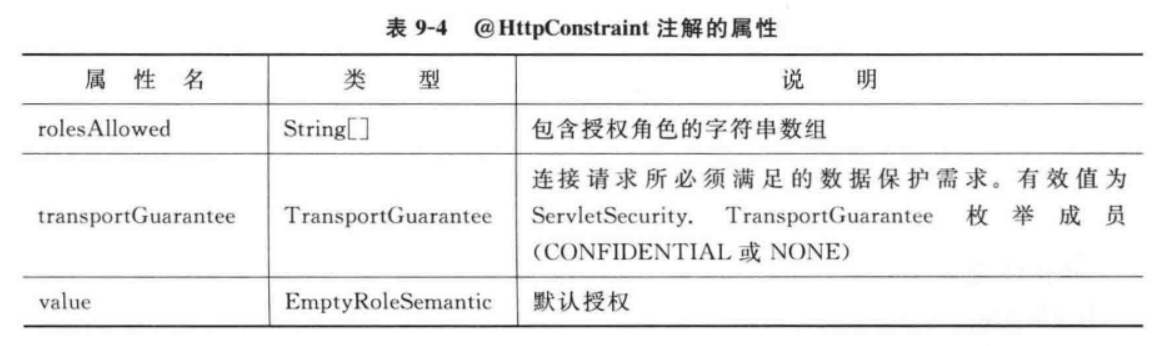 表 9-4 @HttpConstraint 注解的属性
属 性 名 类 型 说 明
rolesAllowed String[] 包含授权角色的字符串数组
连接请求所必须满足的数据保护需求。有效值为
transportGuarantee TransportGuarantee ServletSecurity. TransportGuarantee 枚举成员
(CONFIDENTIAL 或 NONE)
value EmptyRoleSemantic 默认授权